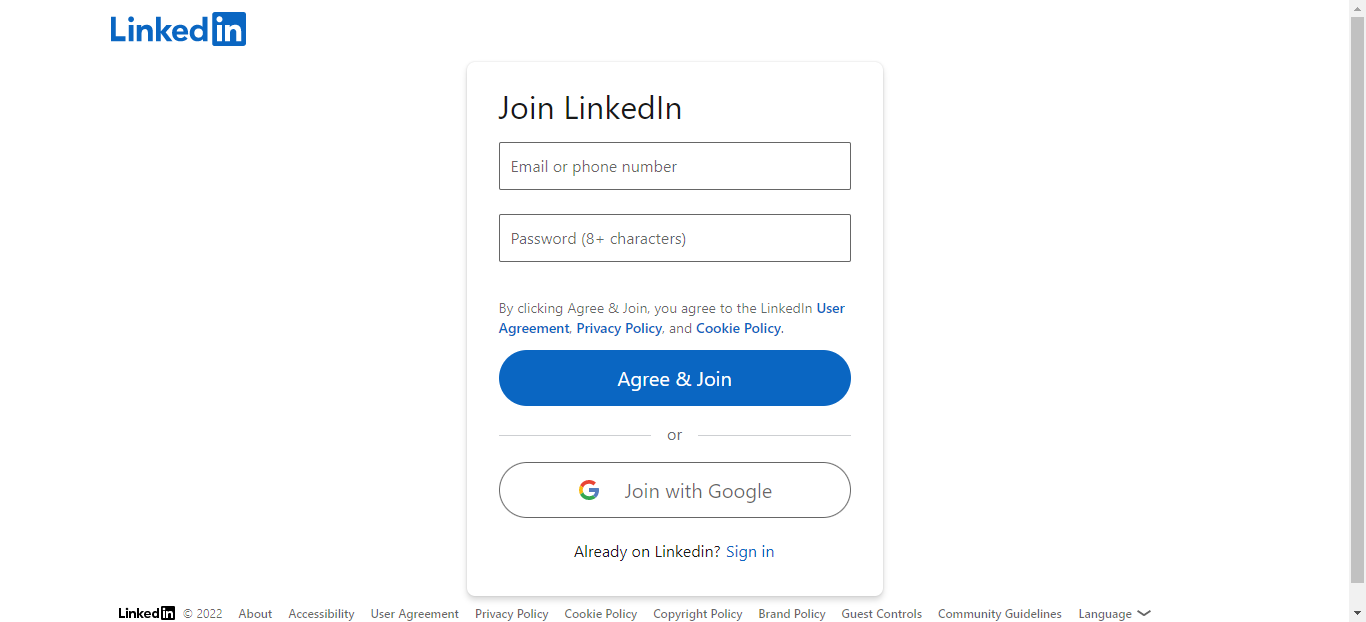 Linkedin
Join LinkedIn
Email or phone number
Password (8+ characters)
By clicking Agree & Join, you agree to the LinkedIn User
Agreement, Privacy Policy, and Cookie Policy.
Agree & Join
or
Join with Google
Already on Linkedin? Sign in
Linkedin © 2022 About Accessibility User Agreement Privacy Policy Cookie Policy Copyright Policy Brand Policy Guest Controls Community Guidelines Language